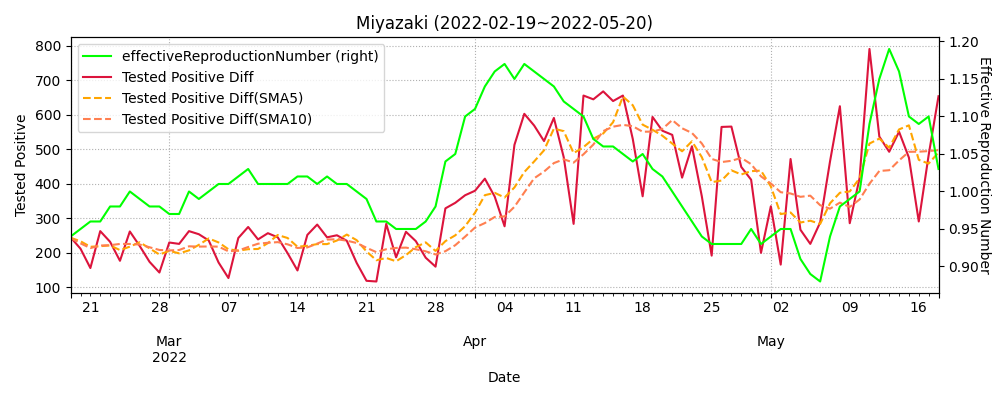 Miyazaki (2022-02-19~2022-05-20)
effectiveReproductionNumber (right)
Tested Positive Diff
Tested Positive Diff(SMA5)
Tested Positive Diff(SMA10)
Tested Positive
800
700
600
500
400
300
200
100
1.20
1.15
1.10
1.05
1.00
0.95
0.90
Effective Reproduction Number
21 28 07 14 21 28 04 11 18 25 02 09 16
Mar Apr May
2022
Date